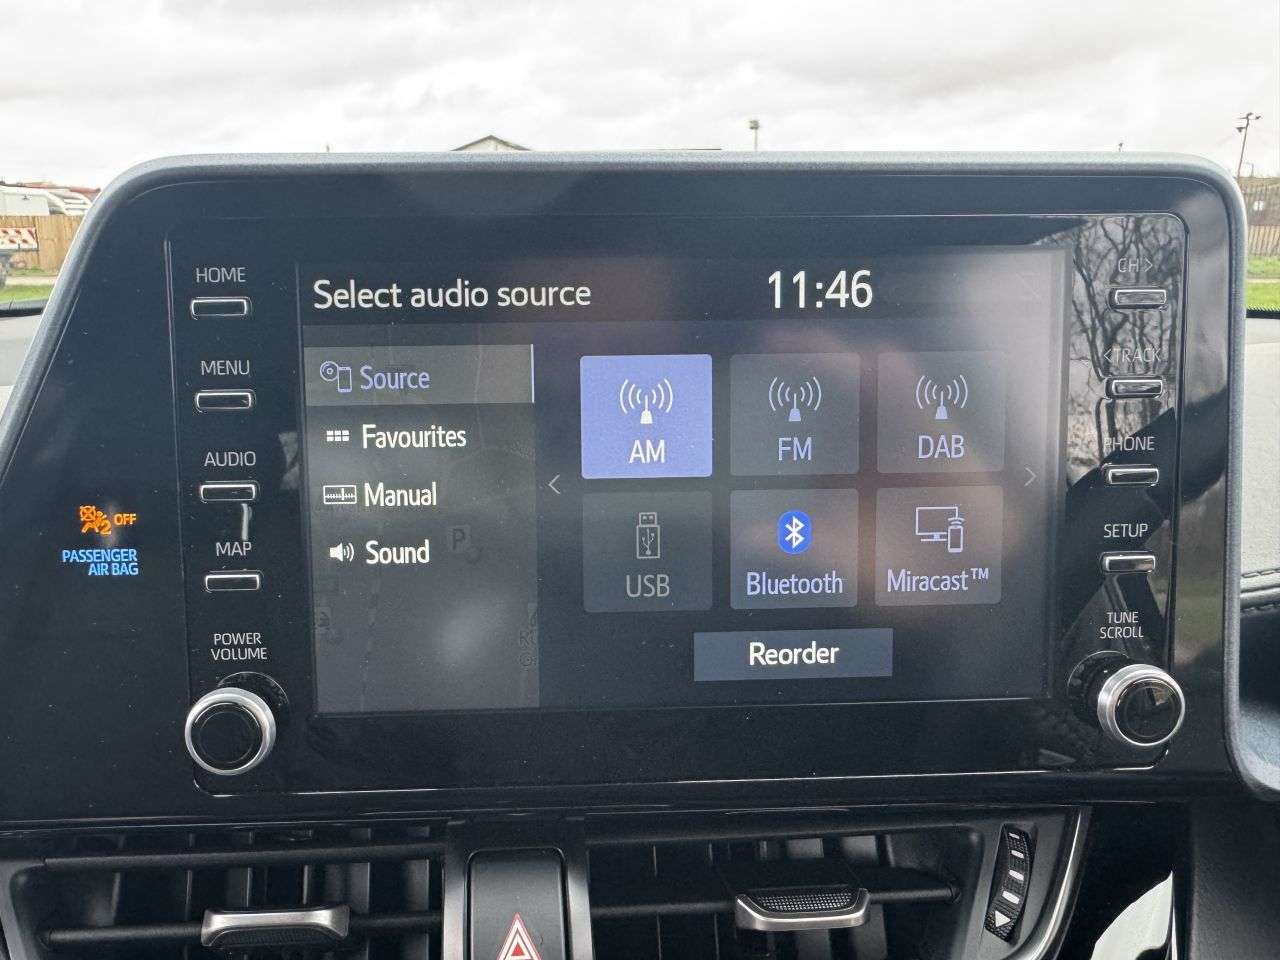 HOME
MENU
AUDIO
MAP
POWER
VOLUME
2 OFF
PASSENGER
AIR BAG
Select audio source
11:46
Source
Favourites
Manual
Sound
<
AM
FM
DAB
>
USB
Bluetooth
Miracast™
Reorder
CH >
< TRACK
PHONE
SETUP
TUNE
SCROLL